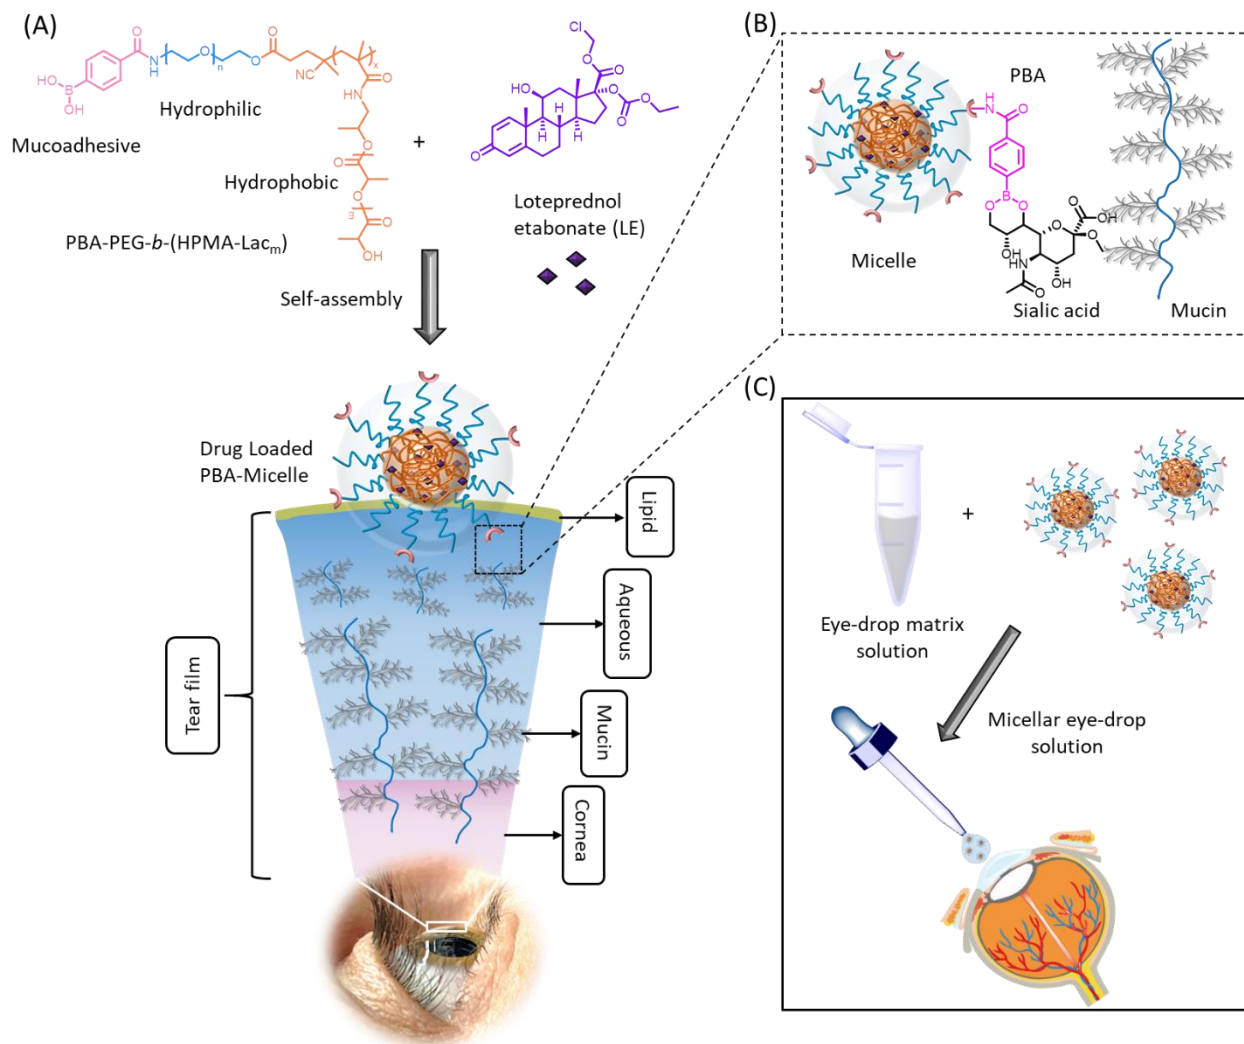 (A)
O
O
O
N
H
n
O
O
NC
x
O
HN
HO
B
OH
Hydrophilic
Mucoadhesive
O
O
O
m
O
O
OH
Hydrophobic
PBA-PEG-b-(HPMA-Lacm)
+
Cl
O
O
HO
O
O
O
H
H
H
O
Loteprednol
etabonate (LE)
Self-assembly
Drug Loaded
PBA-Micelle
Lipid
Aqueous
Mucin
Cornea
Tear film
(B)
PBA
H
N
O
B
O
O
O
OH
O
O
OH
HN
O
OH
Micelle
Sialic acid
Mucin
(C)
+
Eye-drop matrix
solution
Micellar eye-drop
solution